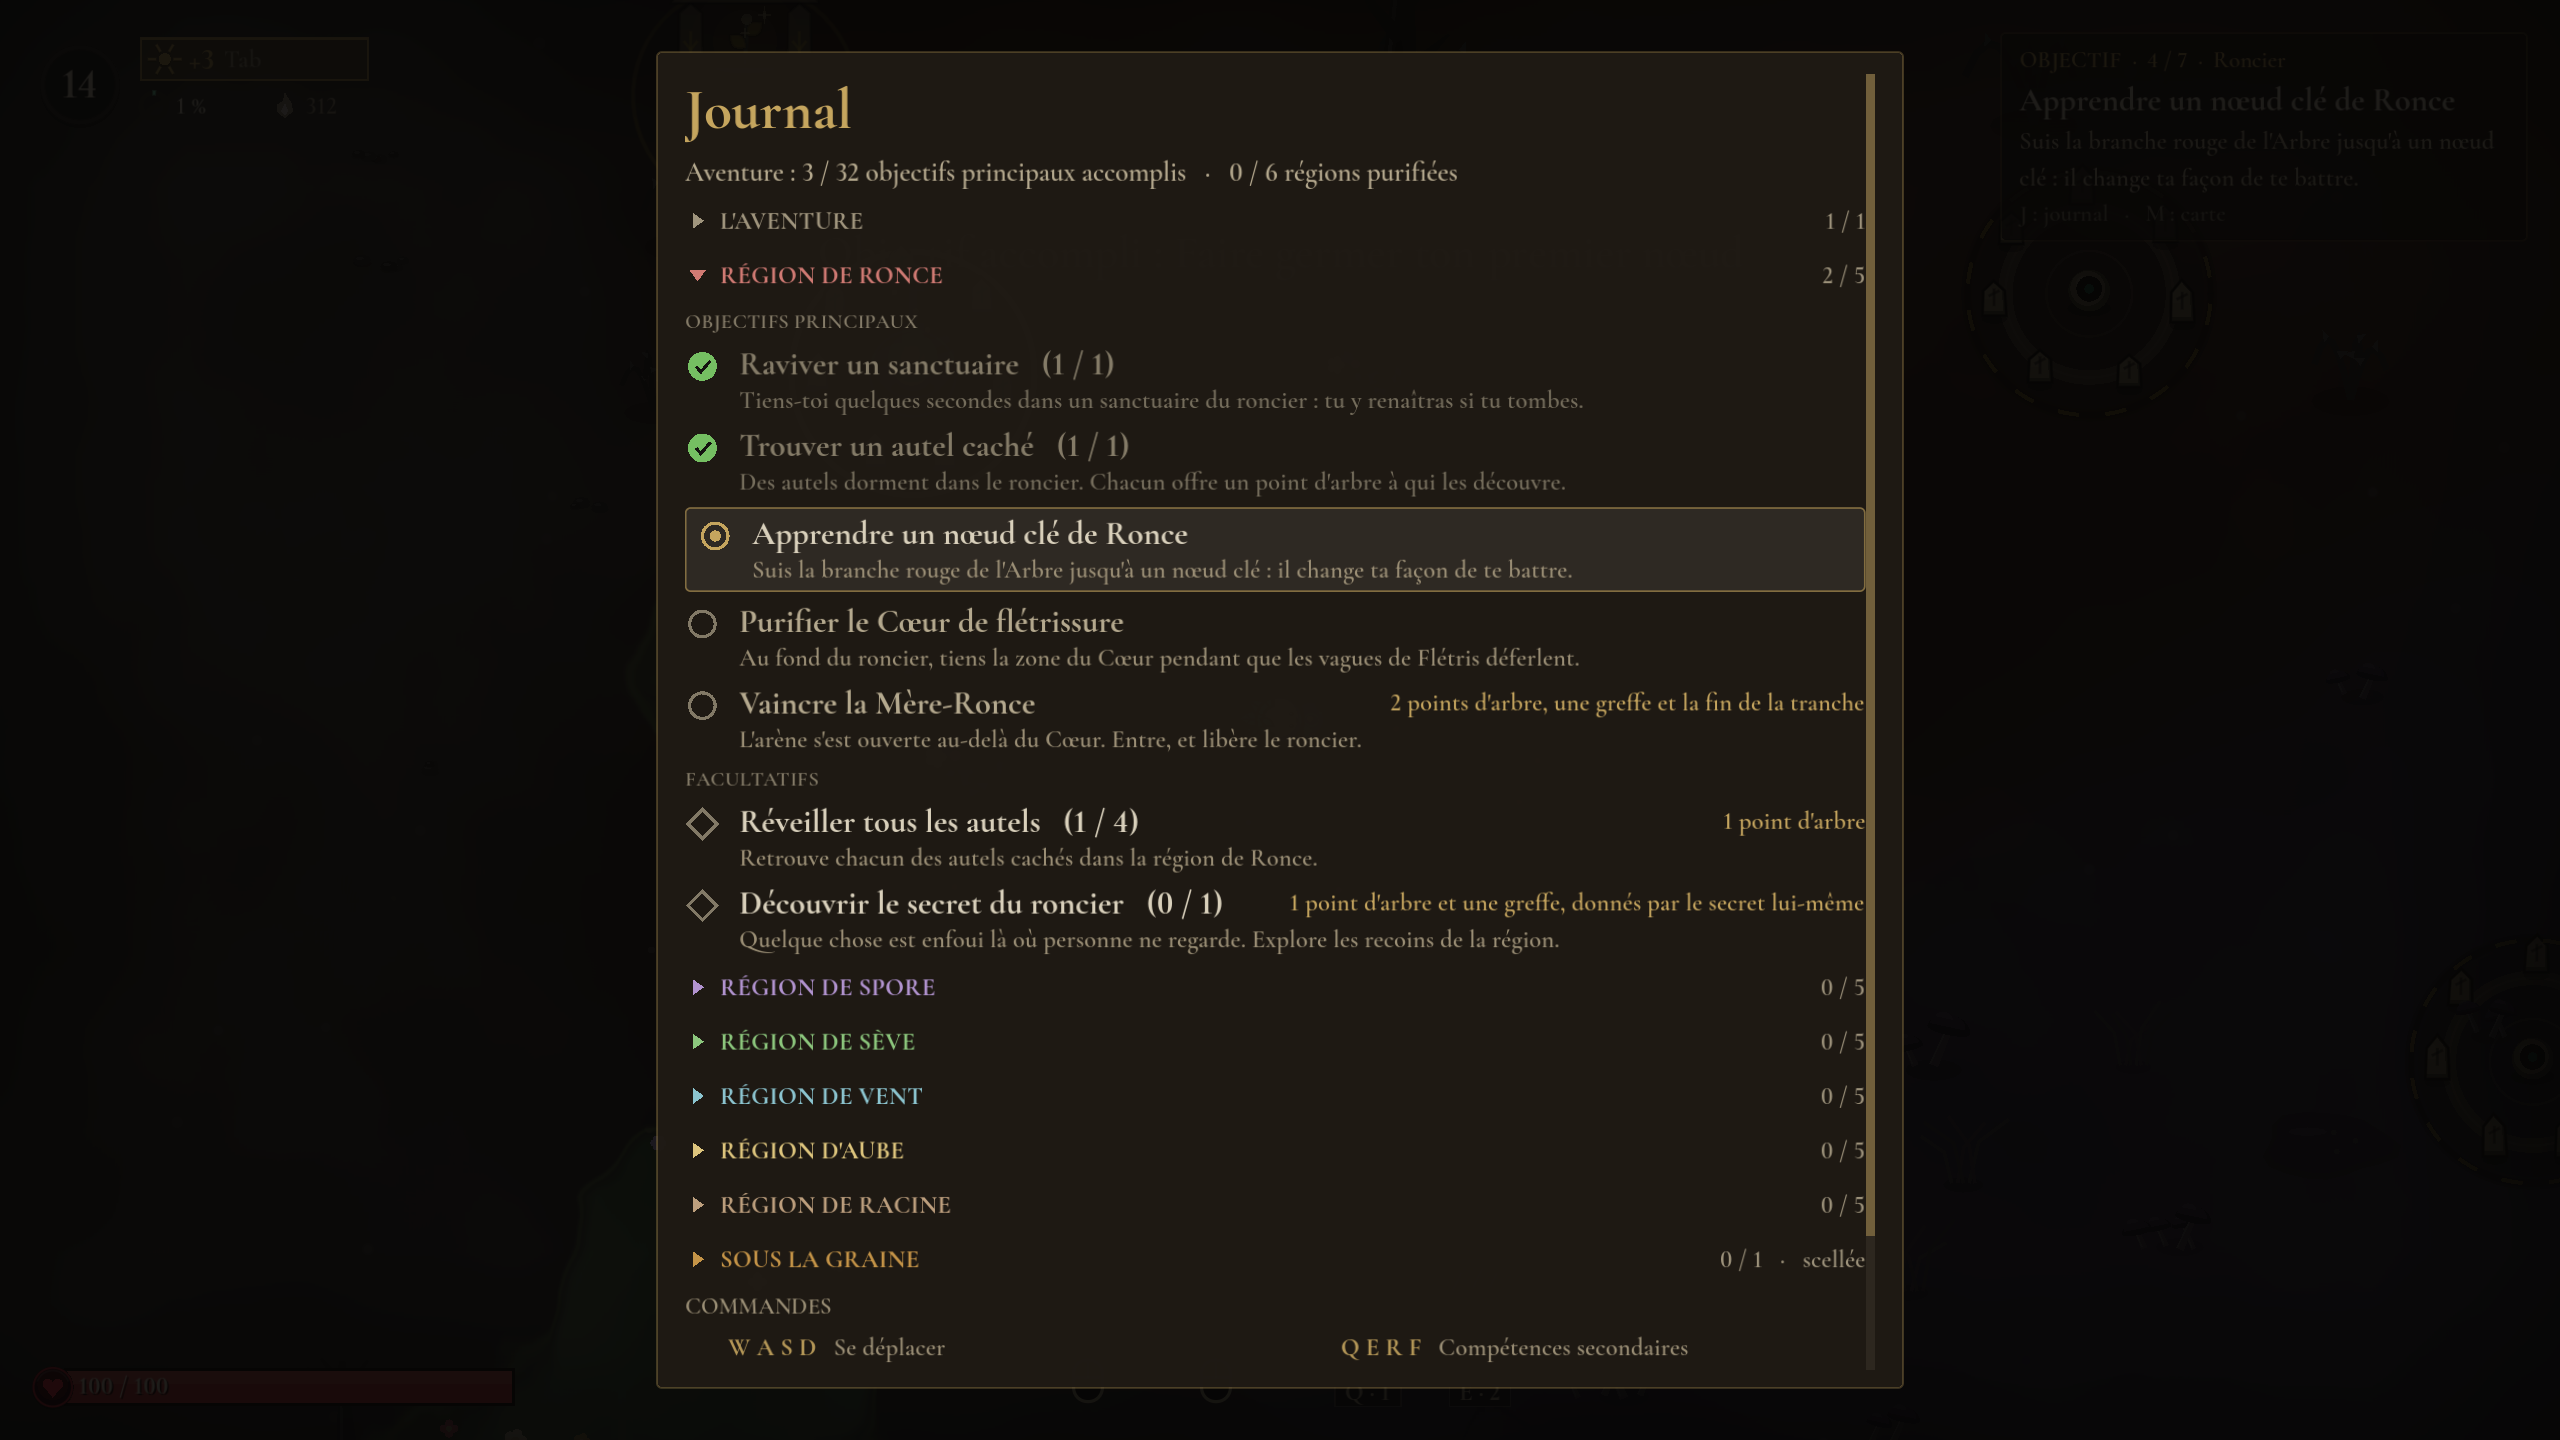 14
+3 Tab
1 %
312
OBJECTIF · 4 / 7 · Roncier
Apprendre un nœud clé de Ronce
Suis la branche rouge de l'Arbre jusqu'à un nœud
clé : il change ta façon de te battre.
J : journal · M : carte
Journal
Aventure : 3 / 32 objectifs principaux accomplis · 0 / 6 régions purifiées
L'AVENTURE 1 / 1
RÉGION DE RONCE 2 / 5
OBJECTIFS PRINCIPAUX
Raviver un sanctuaire (1 / 1)
Tiens-toi quelques secondes dans un sanctuaire du roncier : tu y renaîtras si tu tombes.
Trouver un autel caché (1 / 1)
Des autels dorment dans le roncier. Chacun offre un point d'arbre à qui les découvre.
Apprendre un nœud clé de Ronce
Suis la branche rouge de l'Arbre jusqu'à un nœud clé : il change ta façon de te battre.
Purifier le Cœur de flétrissure
Au fond du roncier, tiens la zone du Cœur pendant que les vagues de Flétris déferlent.
Vaincre la Mère-Ronce 2 points d'arbre, une greffe et la fin de la tranche
L'arène s'est ouverte au-delà du Cœur. Entre, et libère le roncier.
FACULTATIFS
Réveiller tous les autels (1 / 4) 1 point d'arbre
Retrouve chacun des autels cachés dans la région de Ronce.
Découvrir le secret du roncier (0 / 1) 1 point d'arbre et une greffe, donnés par le secret lui-même
Quelque chose est enfoui là où personne ne regarde. Explore les recoins de la région.
RÉGION DE SPORE 0 / 5
RÉGION DE SÈVE 0 / 5
RÉGION DE VENT 0 / 5
RÉGION D'AUBE 0 / 5
RÉGION DE RACINE 0 / 5
SOUS LA GRAINE 0 / 1 · scellée
COMMANDES
W A S D Se déplacer Q E R F Compétences secondaires
100 / 100
Q · 1 E · 2